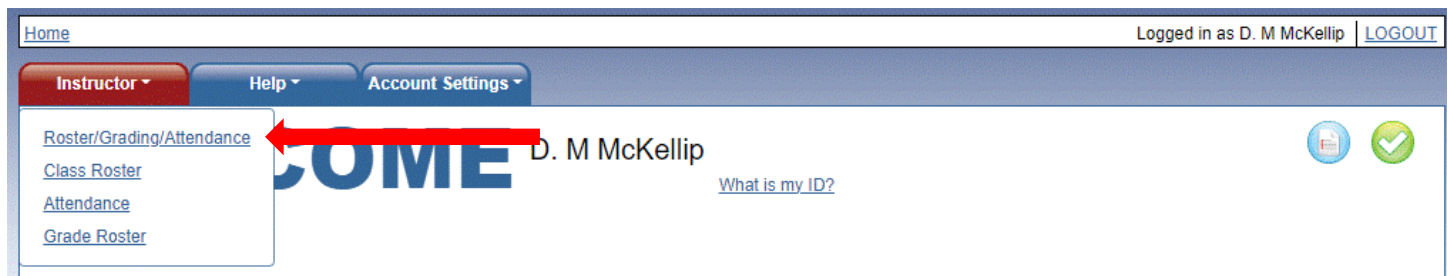 Home
Logged in as D. M McKellip | LOGOUT
Instructor Help Account Settings
Roster/Grading/Attendance
Class Roster
Attendance
Grade Roster
COME D. M McKellip
What is my ID?